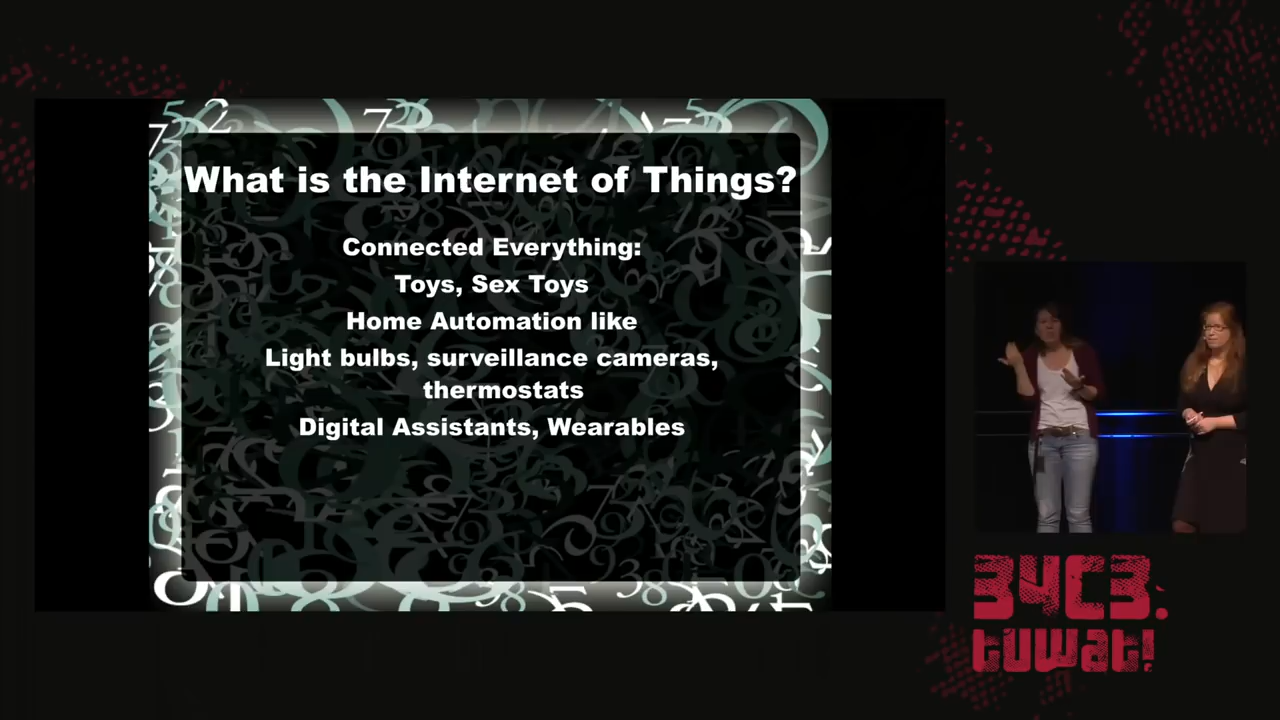 What is the Internet of Things?
Connected Everything:
Toys, Sex Toys
Home Automation like
Light bulbs, surveillance cameras,
thermostats
Digital Assistants, Wearables
34C3.
tuwat!